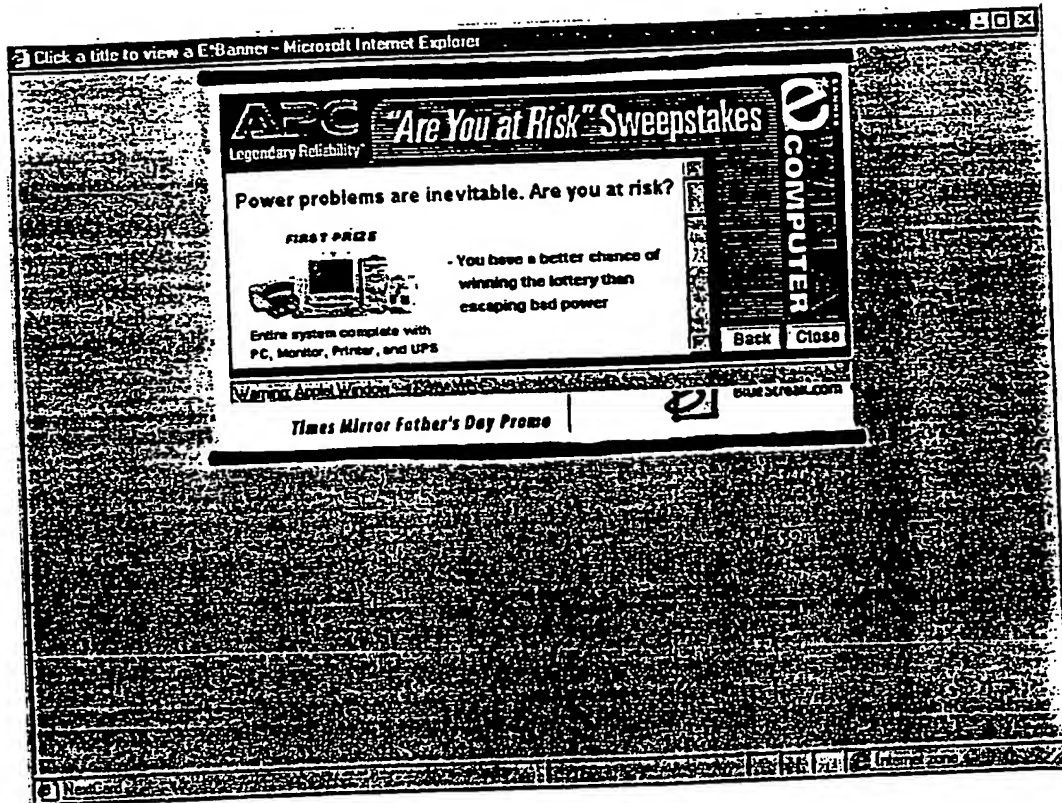 Click a title to view a E*Banner - Microsoft Internet Explorer
APC
Legendary Reliability™
"Are You at Risk" Sweepstakes
Power problems are inevitable. Are you at risk?
FIRST PRIZE
- You have a better chance of
winning the lottery than
escaping bad power
Entire system complete with
PC, Monitor, Printer, and UPS
COMPUTER
Back
Close
Warning: Applet Window
BlueStreak.com
Times Mirror Father's Day Promo
NextCard
Internet zone